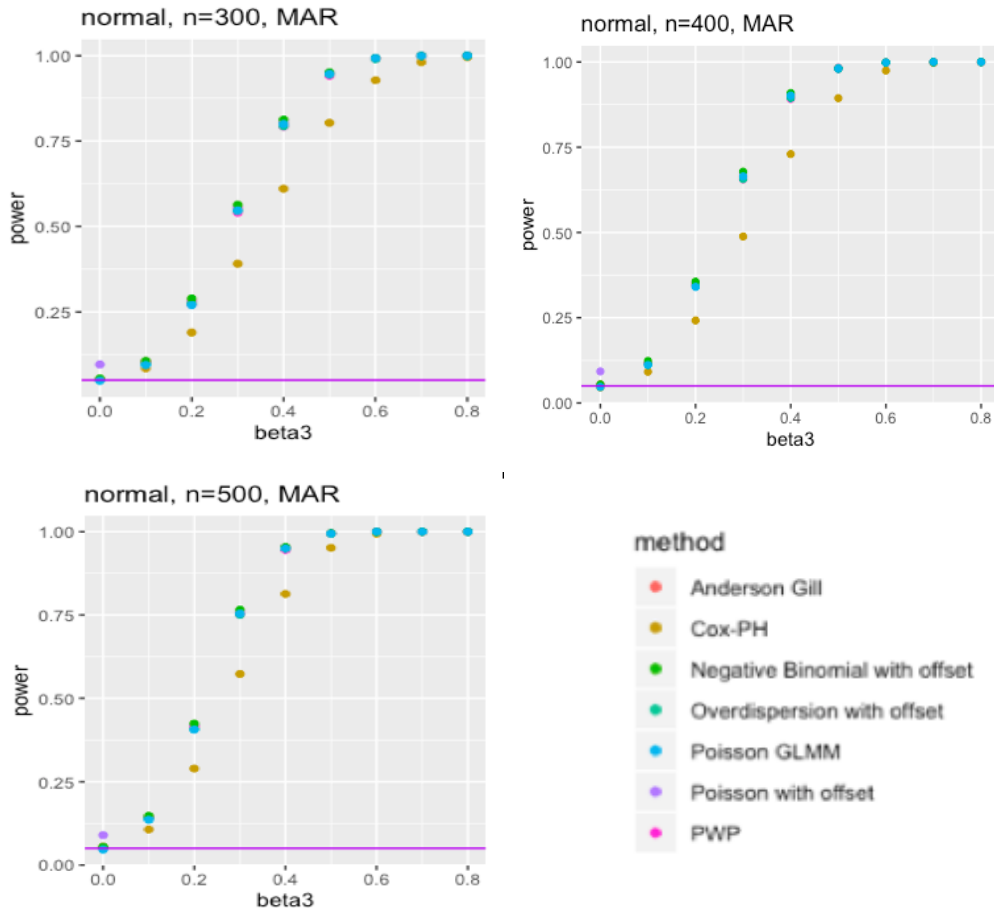 normal, n=300, MAR
1.00
0.75
0.50
0.25
power
0.0 0.2 0.4 0.6 0.8
beta3
normal, n=400, MAR
1.00
0.75
0.50
0.25
0.00
power
0.0 0.2 0.4 0.6 0.8
beta3
normal, n=500, MAR
1.00
0.75
0.50
0.25
0.00
power
0.0 0.2 0.4 0.6 0.8
beta3
method
Anderson Gill
Cox-PH
Negative Binomial with offset
Overdispersion with offset
Poisson GLMM
Poisson with offset
PWP